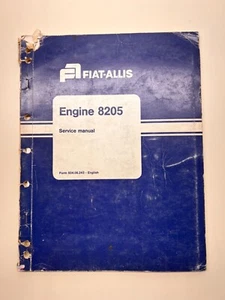 FIAT-ALLIS
Engine 8205
Service manual
English